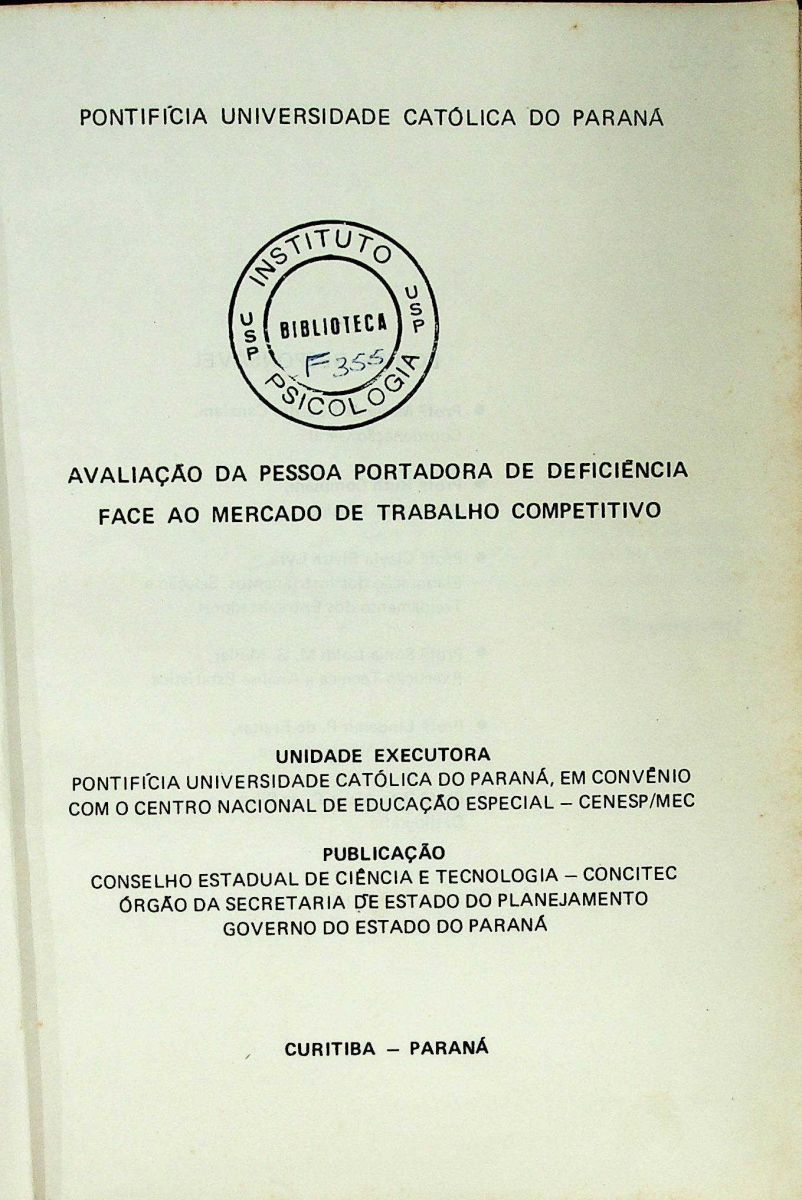 PONTIFÍCIA UNIVERSIDADE CATÓLICA DO PARANÁ
INSTITUTO
USP
USP
BIBLIOTECA
F355
PSICOLOGIA
AVALIAÇÃO DA PESSOA PORTADORA DE DEFICIÊNCIA
FACE AO MERCADO DE TRABALHO COMPETITIVO
UNIDADE EXECUTORA
PONTIFÍCIA UNIVERSIDADE CATÓLICA DO PARANÁ, EM CONVÊNIO
COM O CENTRO NACIONAL DE EDUCAÇÃO ESPECIAL – CENESP/MEC
PUBLICAÇÃO
CONSELHO ESTADUAL DE CIÊNCIA E TECNOLOGIA – CONCITEC
ÓRGÃO DA SECRETARIA DE ESTADO DO PLANEJAMENTO
GOVERNO DO ESTADO DO PARANÁ
CURITIBA – PARANÁ